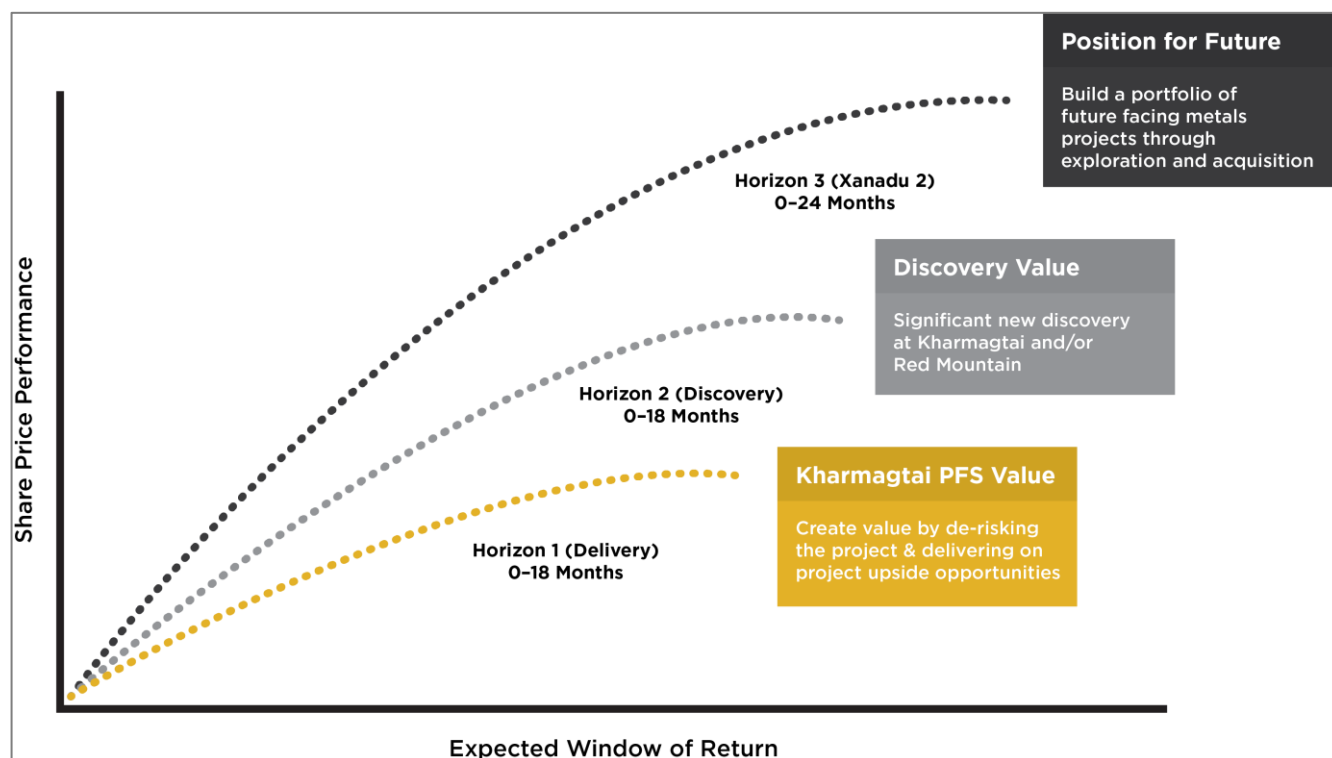 Position for Future
Build a portfolio of
future facing metals
projects through
exploration and acquisition
Horizon 3 (Xanadu 2)
0–24 Months
Discovery Value
Significant new discovery
at Kharmagtai and/or
Red Mountain
Horizon 2 (Discovery)
0–18 Months
Kharmagtai PFS Value
Create value by de-risking
the project & delivering on
project upside opportunities
Horizon 1 (Delivery)
0–18 Months
Share Price Performance
Expected Window of Return